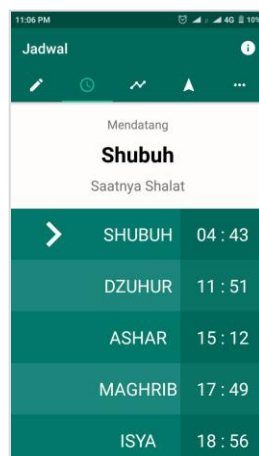 11:06 PM 4G 10%
Jadwal
Mendatang
Shubuh
Saatnya Shalat
SHUBUH 04 : 43
DZUHUR 11 : 51
ASHAR 15 : 12
MAGHRIB 17 : 49
ISYA 18 : 56